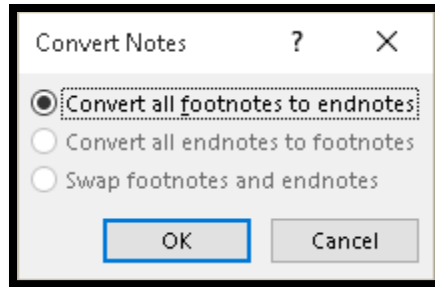 Convert Notes ?
Convert all footnotes to endnotes
Convert all endnotes to footnotes
Swap footnotes and endnotes
OK Cancel